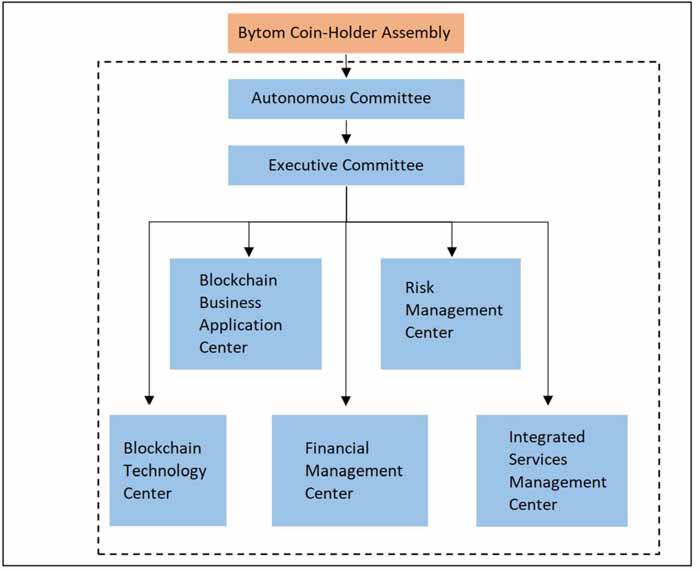 Bytom Coin-Holder Assembly
Autonomous Committee
Executive Committee
Blockchain
Business
Application
Center
Risk
Management
Center
Blockchain
Technology
Center
Financial
Management
Center
Integrated
Services
Management
Center